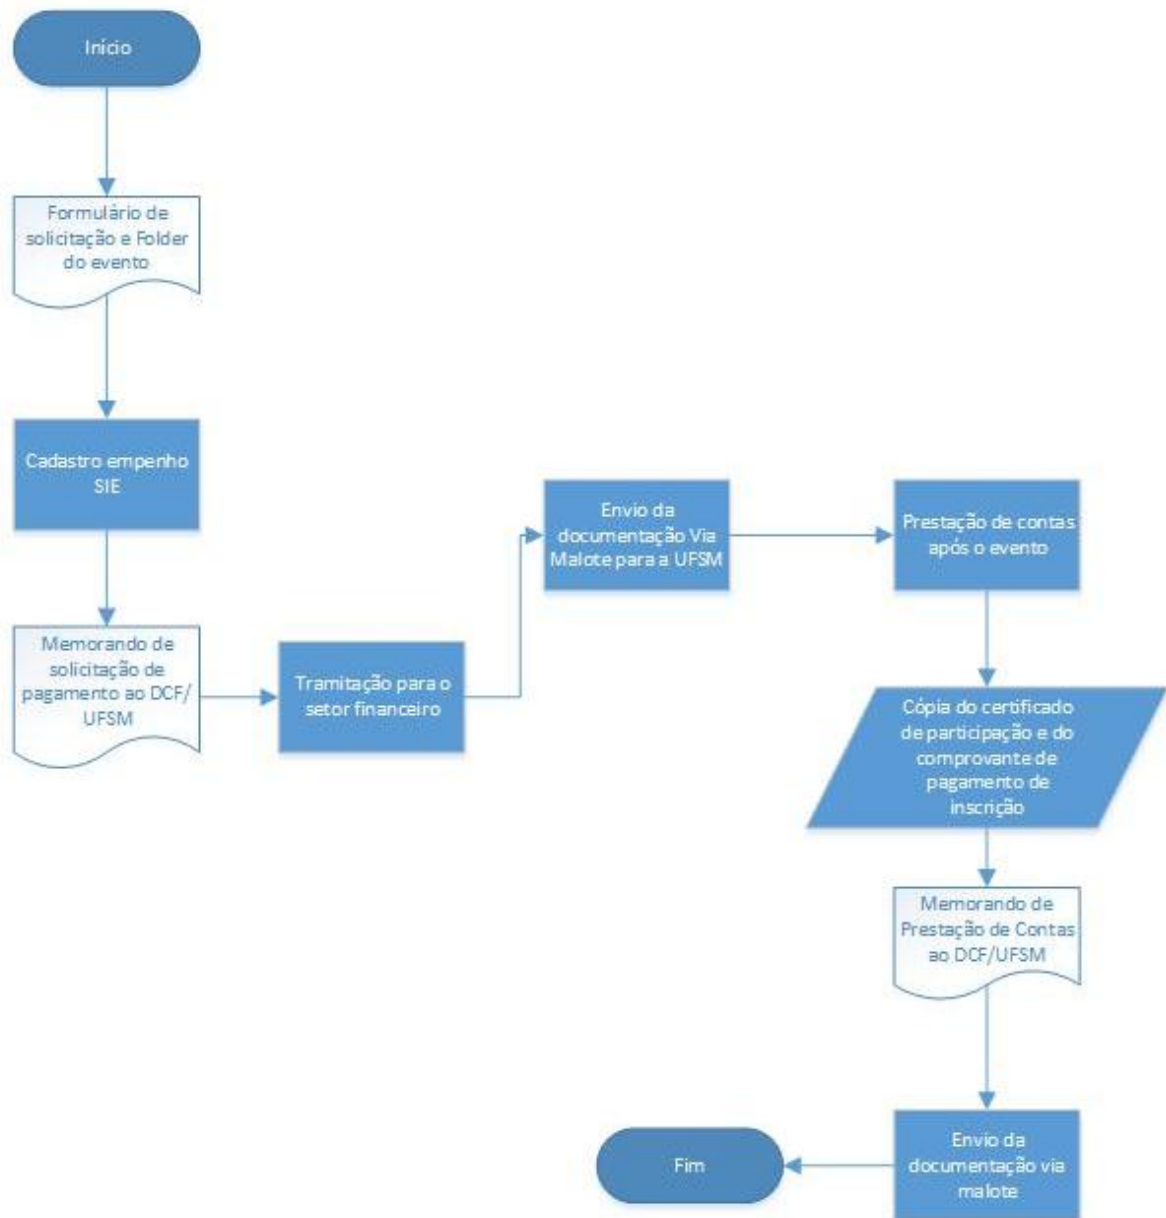 Início
Formulário de
solicitação e Folder
do evento
Cadastro empenho
SIE
Memorando de
solicitação de
pagamento ao DCF/
UFSM
Tramitação para o
setor financeiro
Envio da
documentação Via
Malote para a UFSM
Prestação de contas
após o evento
Cópia do certificado
de participação e do
comprovante de
pagamento de
inscrição
Memorando de
Prestação de Contas
ao DCF/UFSM
Envio da
documentação via
malote
Fim